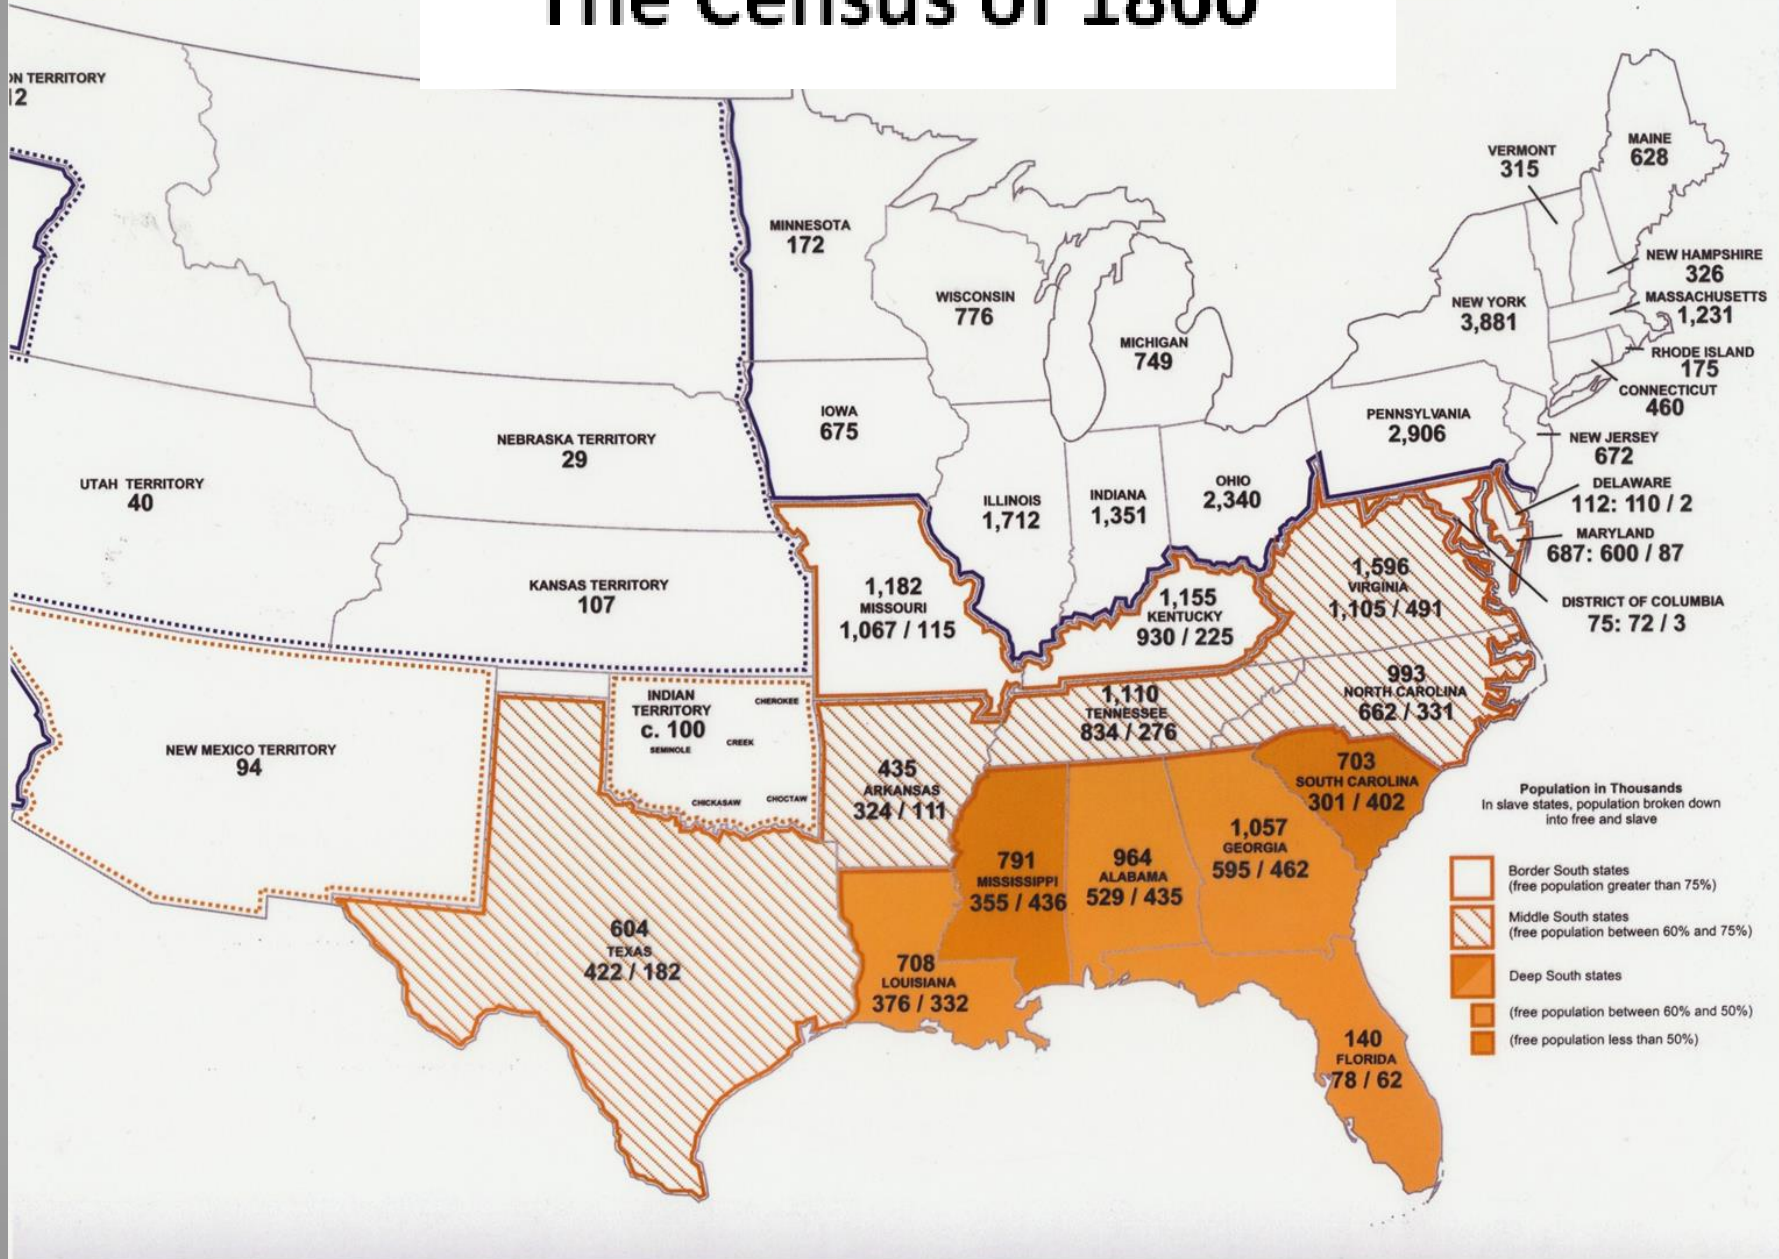 The Census of 1860
ON TERRITORY
12
MAINE
628
VERMONT
315
MINNESOTA
172
NEW HAMPSHIRE
326
WISCONSIN
776
MASSACHUSETTS
1,231
NEW YORK
3,881
MICHIGAN
749
RHODE ISLAND
175
CONNECTICUT
460
IOWA
675
PENNSYLVANIA
2,906
NEBRASKA TERRITORY
29
NEW JERSEY
672
UTAH TERRITORY
40
ILLINOIS
1,712
INDIANA
1,351
OHIO
2,340
DELAWARE
112: 110 / 2
MARYLAND
687: 600 / 87
KANSAS TERRITORY
107
1,182
MISSOURI
1,067 / 115
1,155
KENTUCKY
930 / 225
1,596
VIRGINIA
1,105 / 491
DISTRICT OF COLUMBIA
75: 72 / 3
INDIAN
TERRITORY
c. 100
CHEROKEE
SEMINOLE
CREEK
CHICKASAW
CHOCTAW
1,110
TENNESSEE
834 / 276
993
NORTH CAROLINA
662 / 331
NEW MEXICO TERRITORY
94
435
ARKANSAS
324 / 111
703
SOUTH CAROLINA
301 / 402
Population in Thousands
In slave states, population broken down
into free and slave
791
MISSISSIPPI
355 / 436
964
ALABAMA
529 / 435
1,057
GEORGIA
595 / 462
Border South states
(free population greater than 75%)
Middle South states
(free population between 60% and 75%)
Deep South states
(free population between 60% and 50%)
(free population less than 50%)
604
TEXAS
422 / 182
708
LOUISIANA
376 / 332
140
FLORIDA
78 / 62